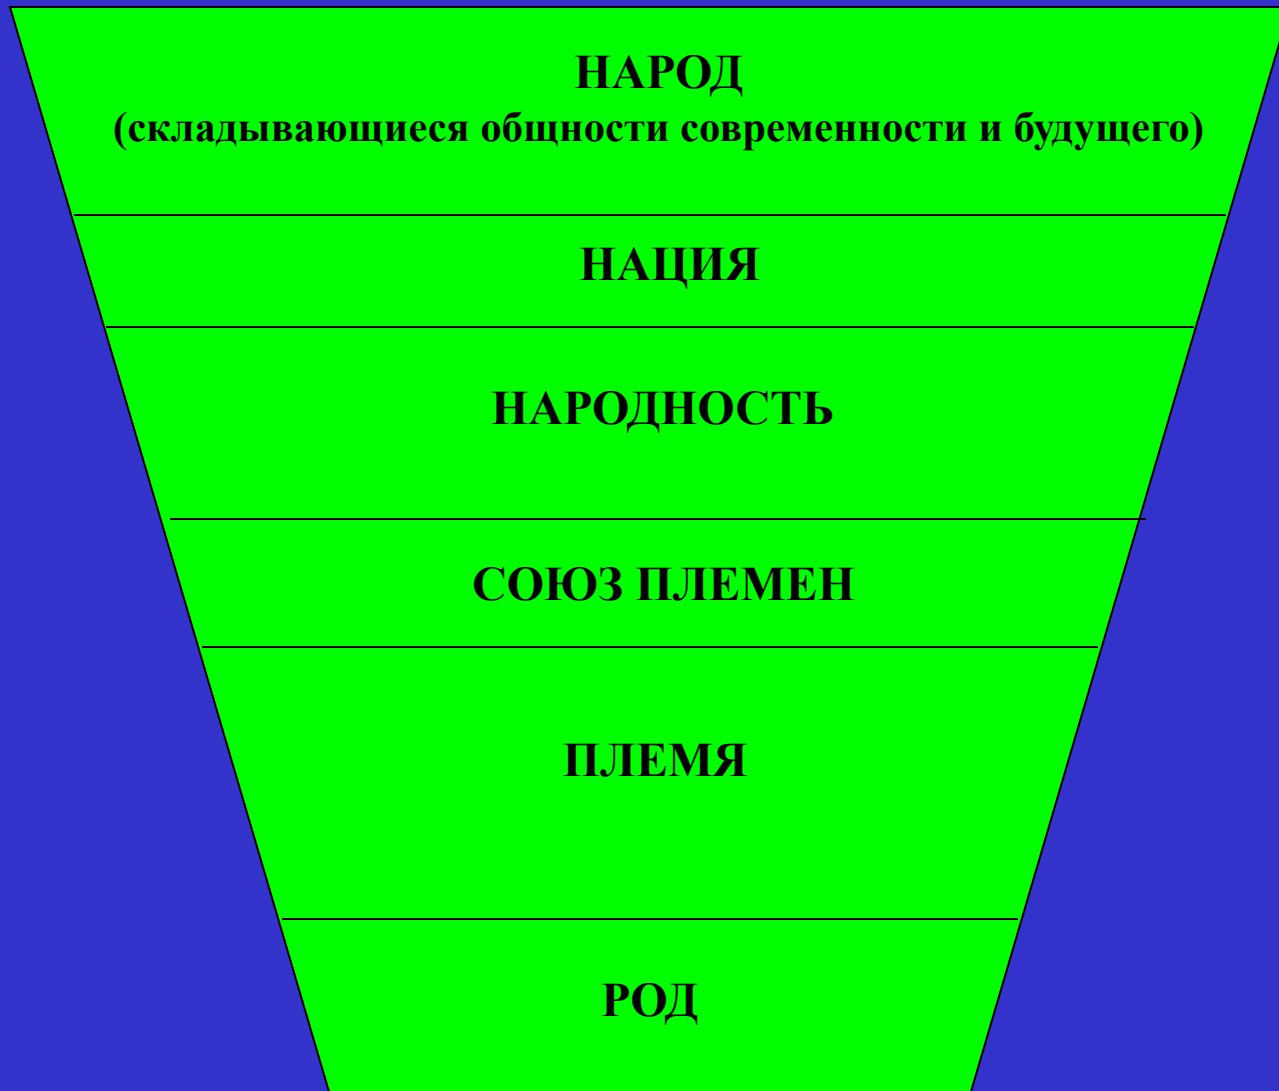 НАРОД
(складывающиеся общности современности и будущего)
НАЦИЯ
НАРОДНОСТЬ
СОЮЗ ПЛЕМЕН
ПЛЕМЯ
РОД